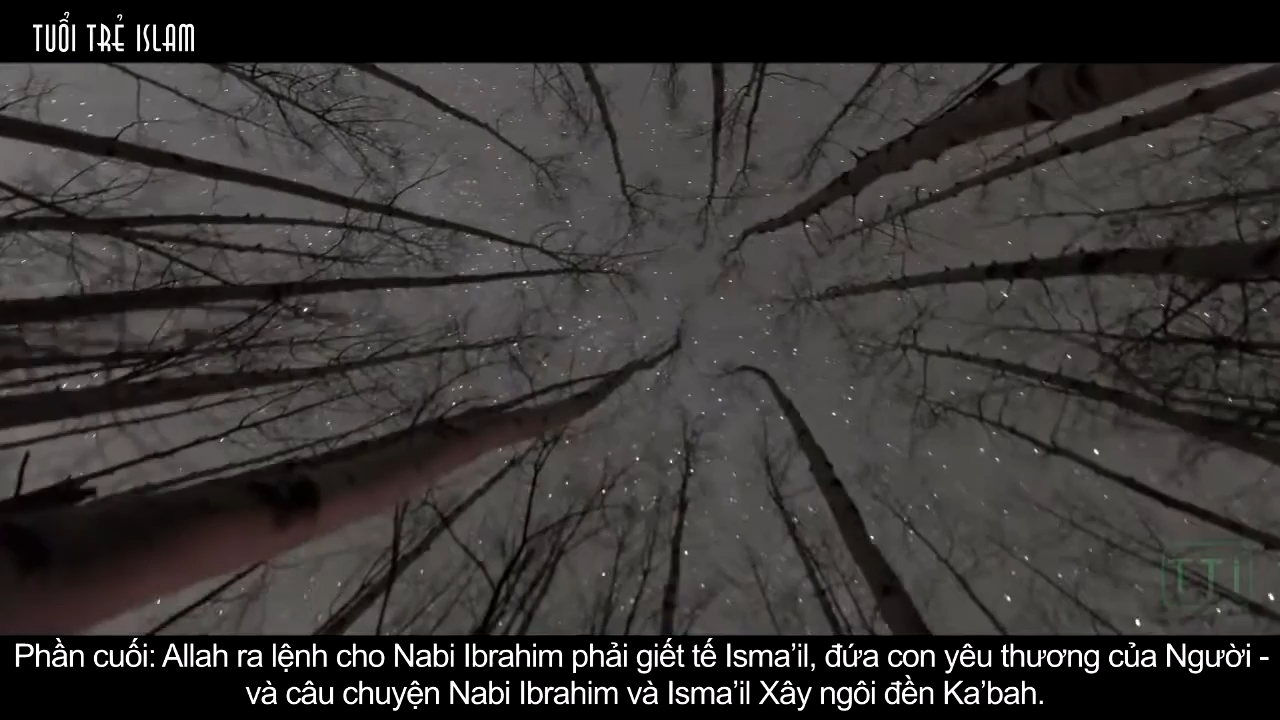 TUỔI TRẺ ISLAM
TTi
Phần cuối: Allah ra lệnh cho Nabi Ibrahim phải giết tế Isma’il, đứa con yêu thương của Người -
và câu chuyện Nabi Ibrahim và Isma’il Xây ngôi đền Ka’bah.